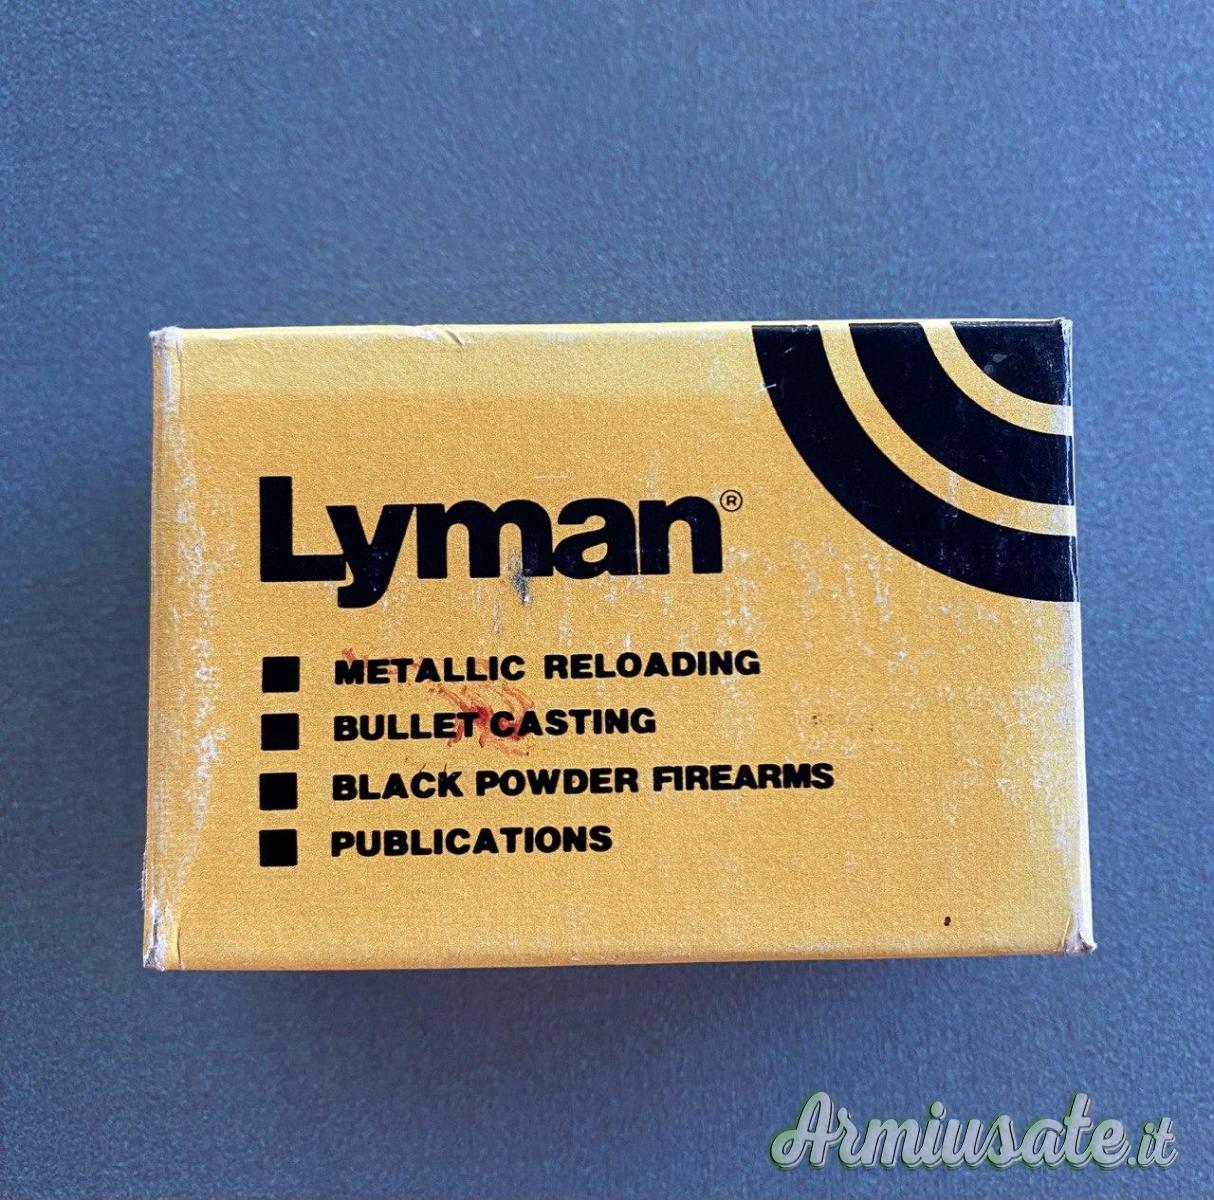 Lyman®
METALLIC RELOADING
BULLET CASTING
BLACK POWDER FIREARMS
PUBLICATIONS
Armiusate.it